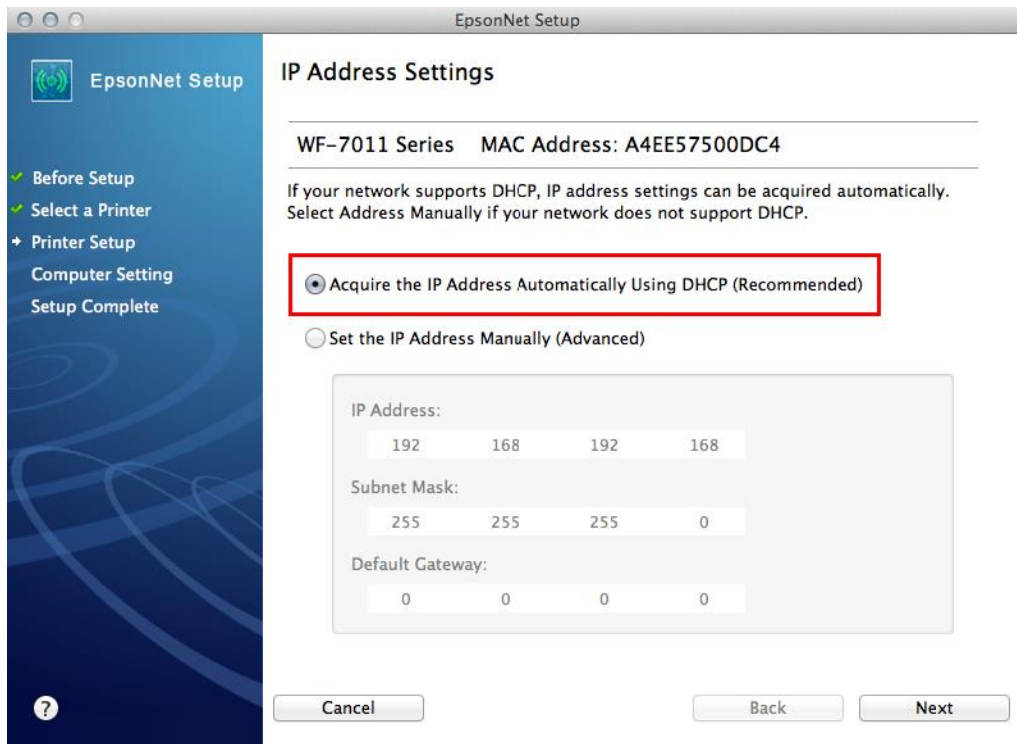 EpsonNet Setup
EpsonNet Setup
Before Setup
Select a Printer
Printer Setup
Computer Setting
Setup Complete
?
IP Address Settings
WF-7011 Series MAC Address: A4EE57500DC4
If your network supports DHCP, IP address settings can be acquired automatically.
Select Address Manually if your network does not support DHCP.
Acquire the IP Address Automatically Using DHCP (Recommended)
Set the IP Address Manually (Advanced)
IP Address:
192 168 192 168
Subnet Mask:
255 255 255 0
Default Gateway:
0 0 0 0
Cancel Back Next